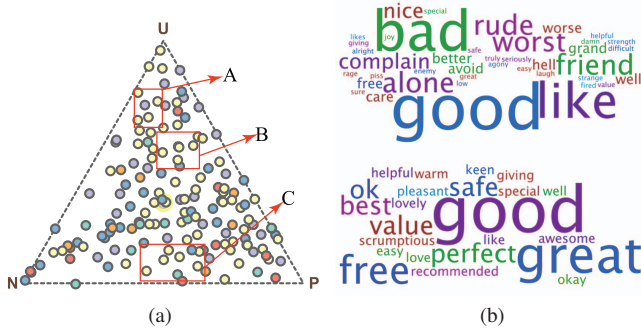 U
A
B
C
N
P
(a)
nice special
likes bad rude worse helpful
giving joy worst damn strength
alright safe grand difficult
complain better truly seriously friend
rage piss enemy avoid agony hell
free alone great easy laugh strange well
sure care low fired value
good like
helpful warm keen giving
ok pleasant safe special well
best lovely good
value
scrumptious like awesome
easy love perfect great
free recommended okay
(b)